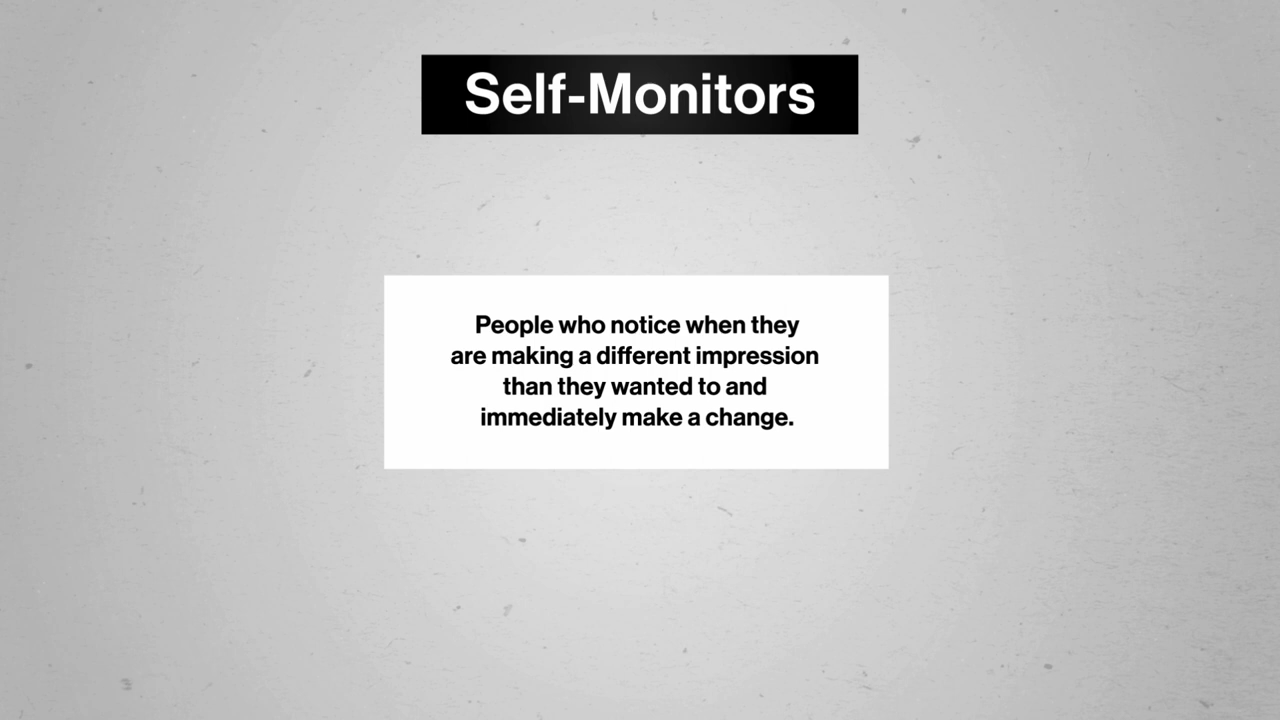 Self-Monitors
People who notice when they
are making a different impression
than they wanted to and
immediately make a change.